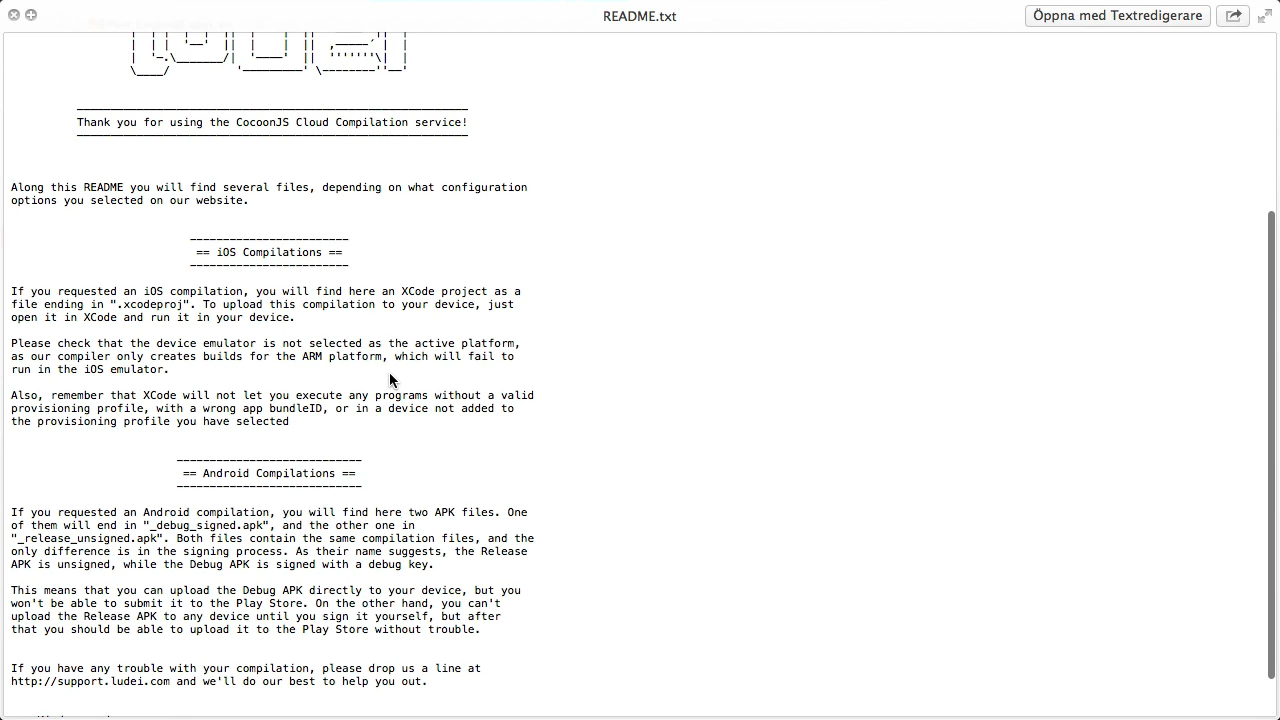 README.txt
Öppna med Textredigerare
Thank you for using the CocoonJS Cloud Compilation service!
Along this README you will find several files, depending on what configuration
options you selected on our website.
== iOS Compilations ==
If you requested an iOS compilation, you will find here an XCode project as a
file ending in ".xcodeproj". To upload this compilation to your device, just
open it in XCode and run it in your device.
Please check that the device emulator is not selected as the active platform,
as our compiler only creates builds for the ARM platform, which will fail to
run in the iOS emulator.
Also, remember that XCode will not let you execute any programs without a valid
provisioning profile, with a wrong app bundleID, or in a device not added to
the provisioning profile you have selected
== Android Compilations ==
If you requested an Android compilation, you will find here two APK files. One
of them will end in "_debug_signed.apk", and the other one in
"_release_unsigned.apk". Both files contain the same compilation files, and the
only difference is in the signing process. As their name suggests, the Release
APK is unsigned, while the Debug APK is signed with a debug key.
This means that you can upload the Debug APK directly to your device, but you
won't be able to submit it to the Play Store. On the other hand, you can't
upload the Release APK to any device until you sign it yourself, but after
that you should be able to upload it to the Play Store without trouble.
If you have any trouble with your compilation, please drop us a line at
http://support.ludei.com and we'll do our best to help you out.